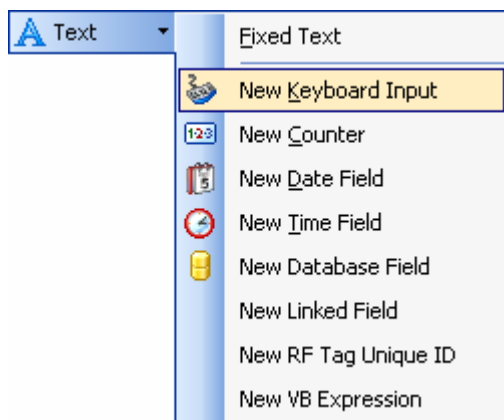 Text
Fixed Text
New Keyboard Input
123
New Counter
5
New Date Field
New Time Field
New Database Field
New Linked Field
New RF Tag Unique ID
New VB Expression